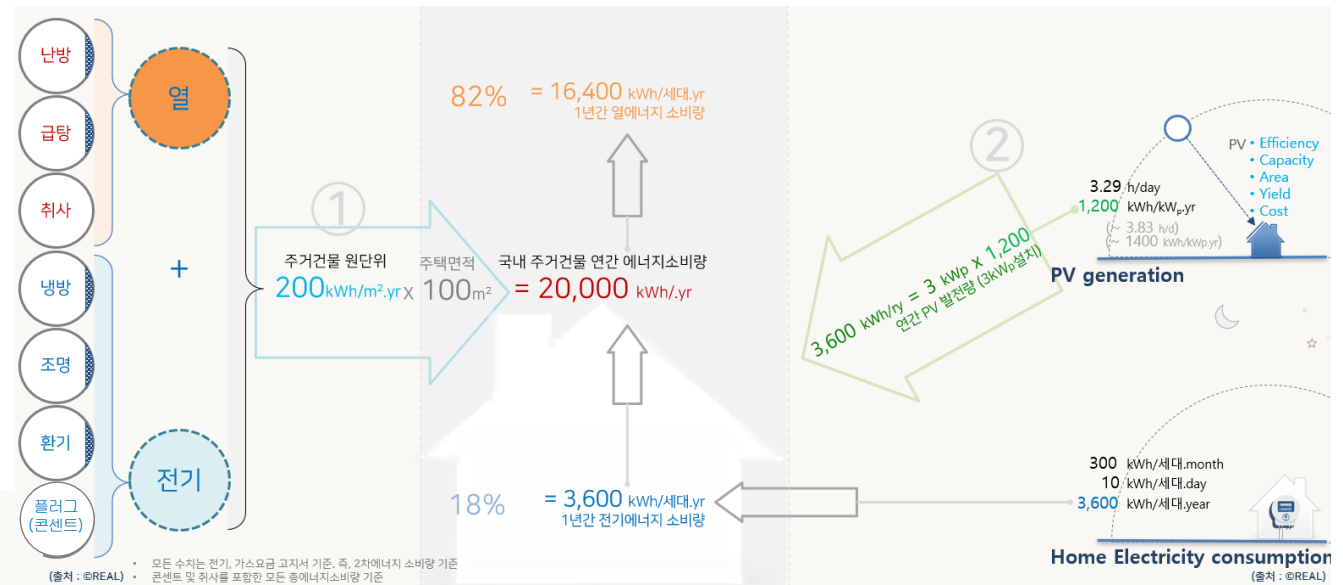 난방
급탕
취사
냉방
조명
환기
플러그
(콘센트)
열
+
전기
①
주거건물 원단위
200kWh/m².yr x
주택면적
100m²
82%
= 16,400 kWh/세대.yr
1년간 열에너지 소비량
국내 주거건물 연간 에너지소비량
= 20,000 kWh/.yr
18%
= 3,600 kWh/세대.yr
1년간 전기에너지 소비량
②
3,600 kWh/ry = 3 kWp x 1,200
연간 PV 발전량 (3kWp설치)
3.29 h/day
1,200 kWh/kWp.yr
(~ 3.83 h/d)
(~ 1400 kWh/kWp.yr)
PV • Efficiency
• Capacity
• Area
• Yield
• Cost
PV generation
300 kWh/세대.month
10 kWh/세대.day
3,600 kWh/세대.year
Home Electricity consumption
(출처 : ©REAL)
(출처 : ©REAL)
• 모든 수치는 전기, 가스요금 고지서 기준. 즉, 2차에너지 소비량 기준
• 콘센트 및 취사를 포함한 모든 총에너지소비량 기준